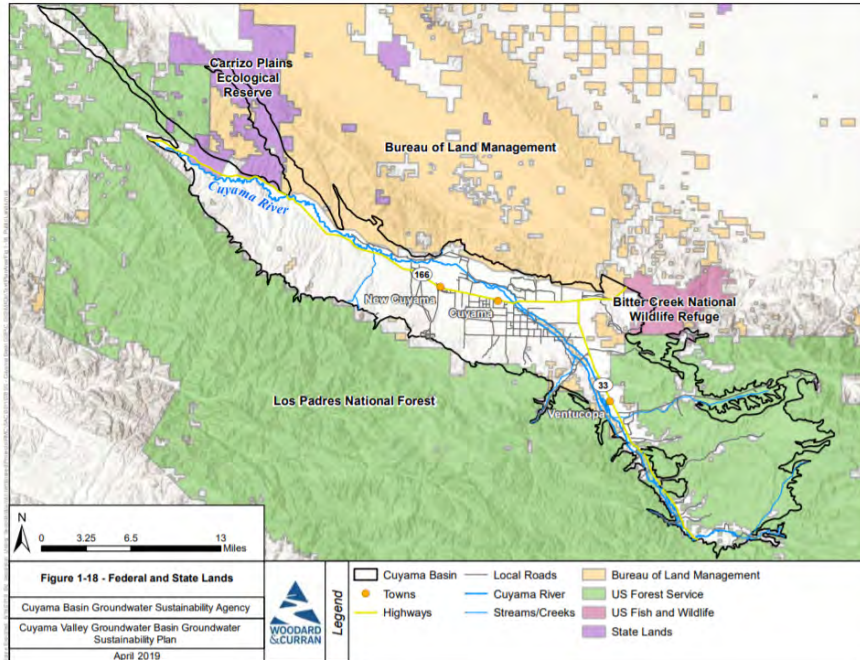 Carrizo Plains
Ecological
Reserve
Bureau of Land Management
Cuyama River
166
New Cuyama
Cuyama
Bitter Creek National
Wildlife Refuge
33
Los Padres National Forest
Ventucopa
N
0 3.25 6.5 13
Miles
Figure 1-18 - Federal and State Lands
Cuyama Basin Groundwater Sustainability Agency
Cuyama Valley Groundwater Basin Groundwater
Sustainability Plan
April 2019
WOODARD
&CURRAN
Legend
Cuyama Basin
Towns
Highways
Local Roads
Cuyama River
Streams/Creeks
Bureau of Land Management
US Forest Service
US Fish and Wildlife
State Lands